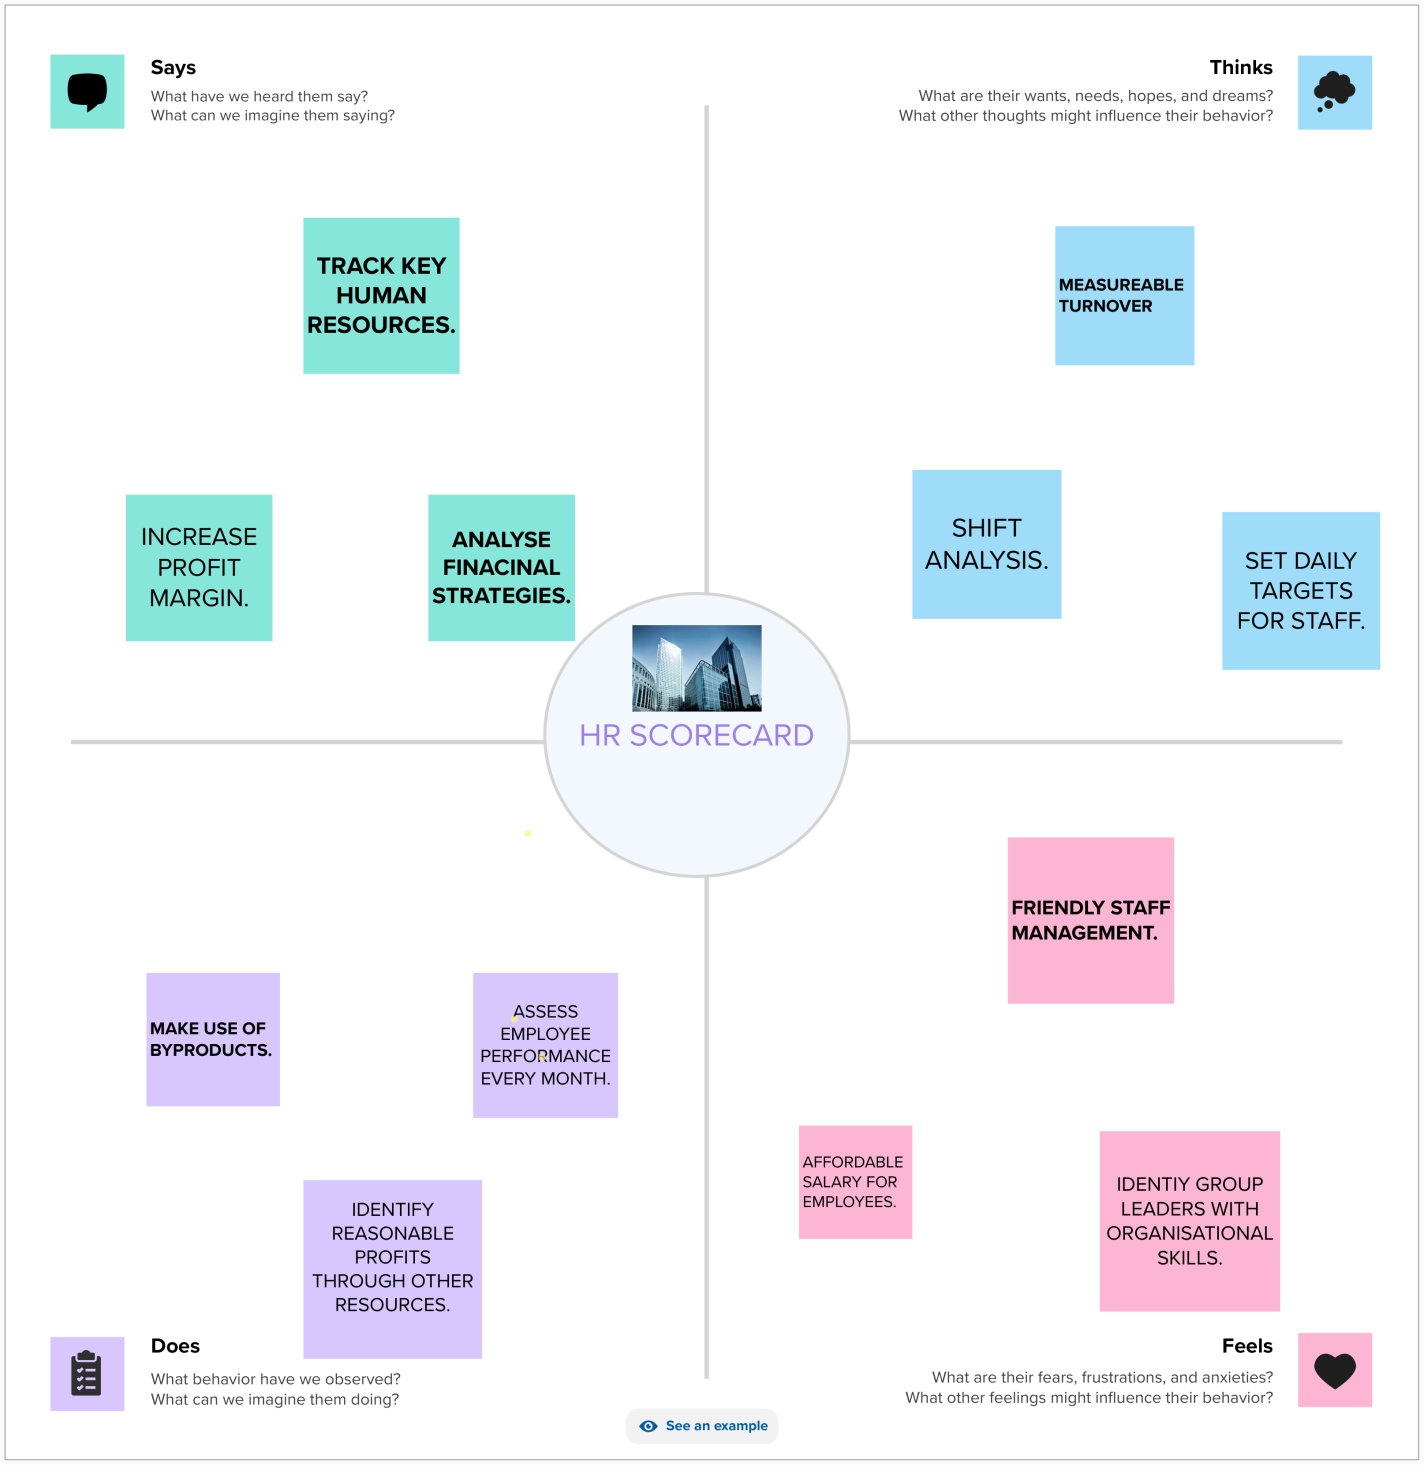 Says
What have we heard them say?
What can we imagine them saying?
Thinks
What are their wants, needs, hopes, and dreams?
What other thoughts might influence their behavior?
TRACK KEY
HUMAN
RESOURCES.
MEASUREABLE
TURNOVER
INCREASE
PROFIT
MARGIN.
ANALYSE
FINACINAL
STRATEGIES.
SHIFT
ANALYSIS.
SET DAILY
TARGETS
FOR STAFF.
HR SCORECARD
FRIENDLY STAFF
MANAGEMENT.
MAKE USE OF
BYPRODUCTS.
ASSESS
EMPLOYEE
PERFORMANCE
EVERY MONTH.
AFFORDABLE
SALARY FOR
EMPLOYEES.
IDENTIY GROUP
LEADERS WITH
ORGANISATIONAL
SKILLS.
IDENTIFY
REASONABLE
PROFITS
THROUGH OTHER
RESOURCES.
Does
What behavior have we observed?
What can we imagine them doing?
Feels
What are their fears, frustrations, and anxieties?
What other feelings might influence their behavior?
See an example